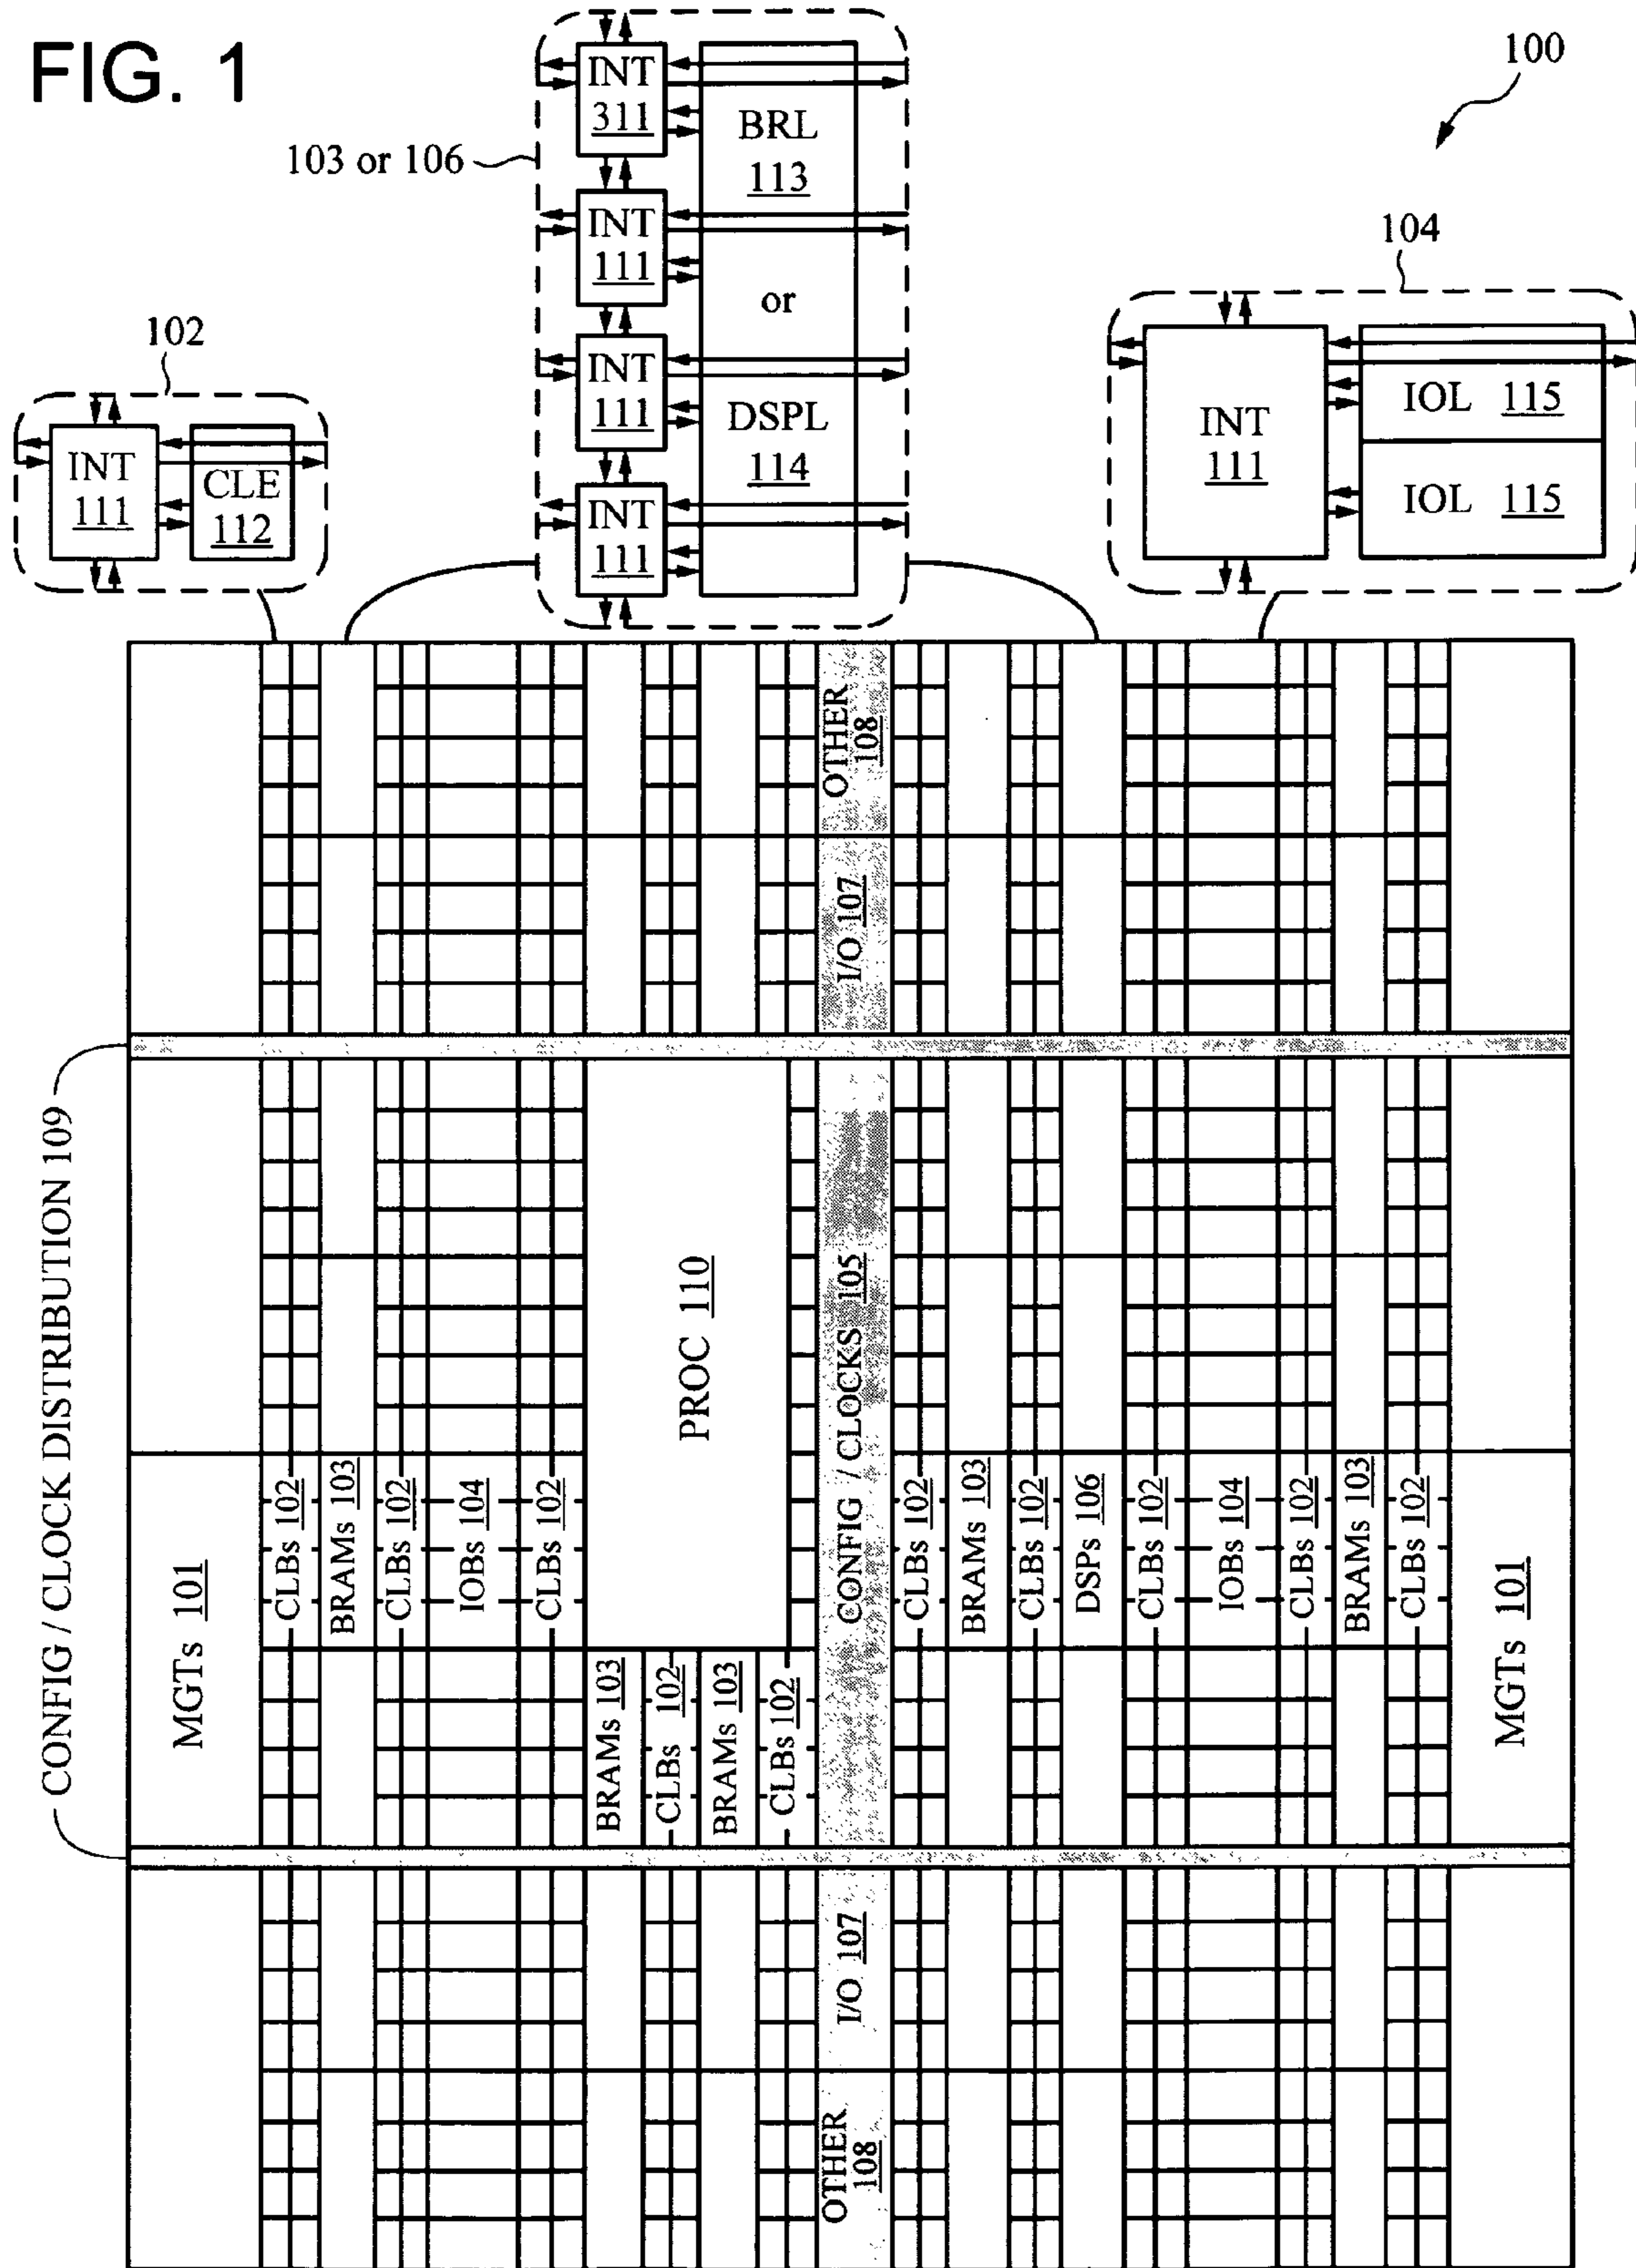 FIG. 1
100
103 or 106
INT
311
BRL
113
INT
111
or
INT
111
DSPL
114
INT
111
102
INT
111
CLE
112
104
INT
111
IOL 115
IOL 115
OTHER
108
I/O 107
CONFIG / CLOCK DISTRIBUTION 109
PROC 110
CONFIG / CLOCKS 105
MGTs 101
CLBs 102
BRAMs 103
CLBs 102
IOBs 104
CLBs 102
BRAMs 103
CLBs 102
BRAMs 103
CLBs 102
CLBs 102
BRAMs 103
CLBs 102
DSPs 106
CLBs 102
IOBs 104
CLBs 102
BRAMs 103
CLBs 102
MGTs 101
I/O 107
OTHER
108